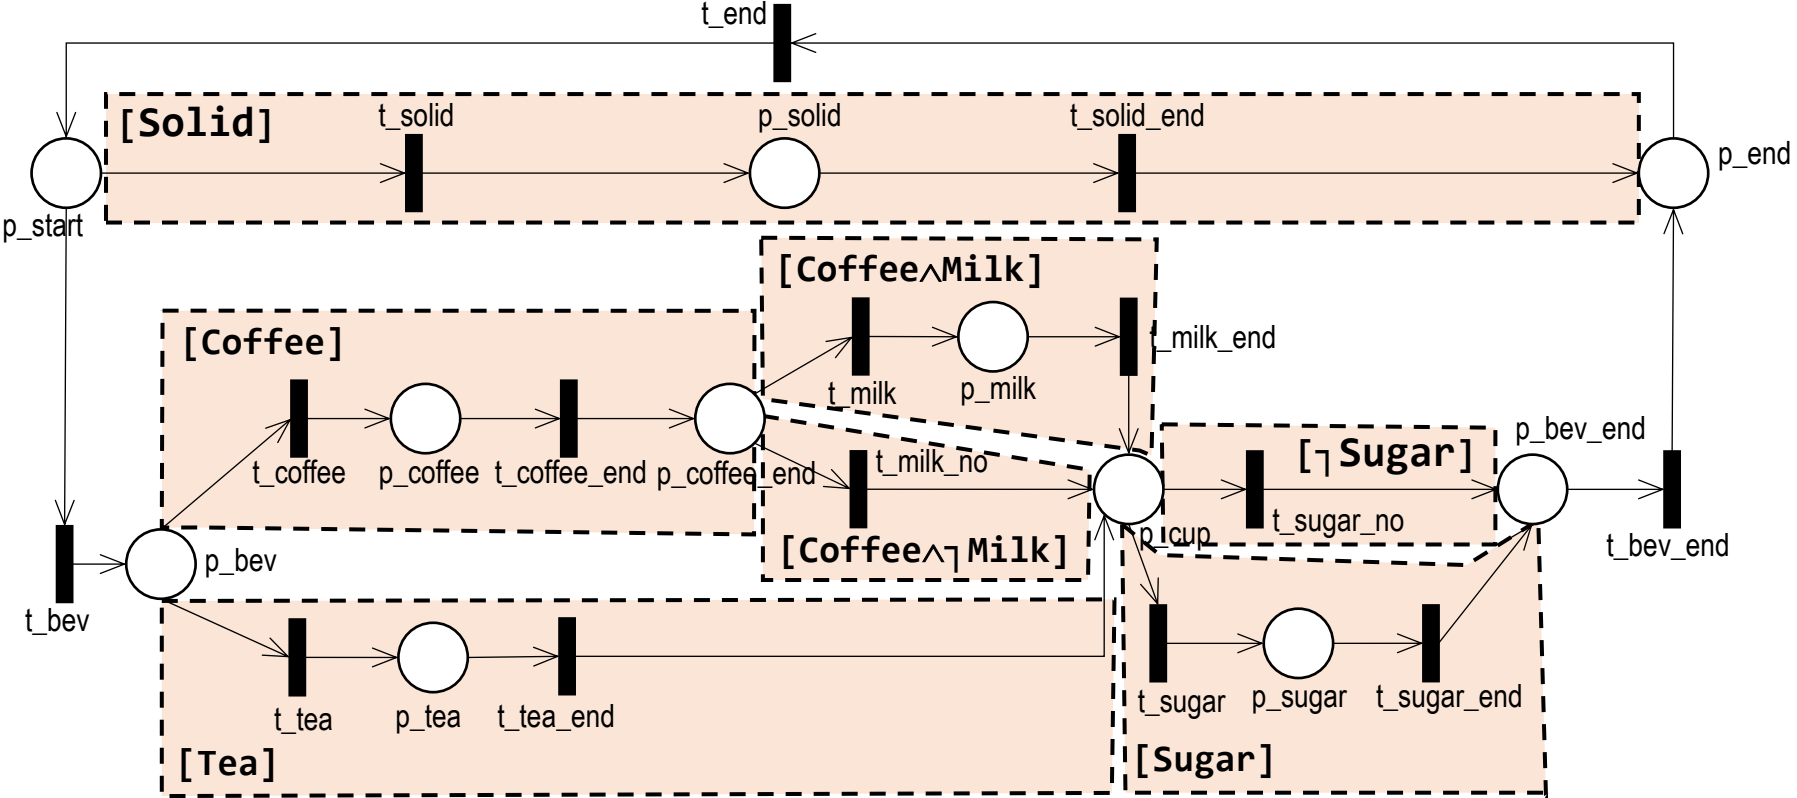 t_end
[Solid]
t_solid
p_solid
t_solid_end
p_end
p_start
[Coffee∧Milk]
[Coffee]
t_milk_end
t_milk
p_milk
t_coffee
p_coffee
t_coffee_end
p_coffee_end
t_milk_no
[Coffee∧┐Milk]
[┐Sugar]
p_bev_end
t_sugar_no
p_cup
t_bev_end
p_bev
t_bev
t_tea
p_tea
t_tea_end
[Tea]
t_sugar
p_sugar
t_sugar_end
[Sugar]